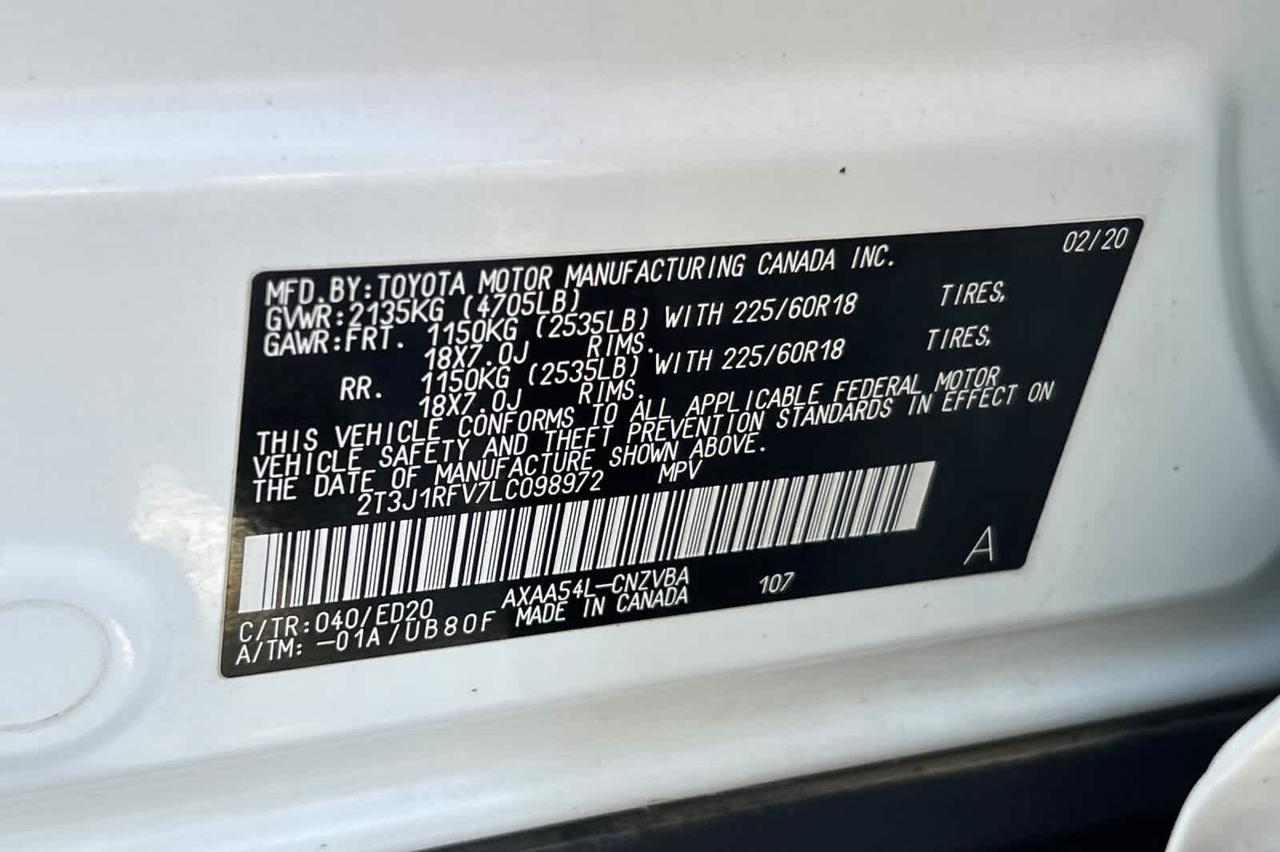 02/20
MFD.BY:TOYOTA MOTOR MANUFACTURING CANADA INC.
GVWR:2135KG (4705LB)
GAWR:FRT. 1150KG (2535LB) WITH 225/60R18 TIRES,
18X7.0J RIMS.
RR. 1150KG (2535LB) WITH 225/60R18 TIRES,
18X7.0J RIMS.
THIS VEHICLE CONFORMS TO ALL APPLICABLE FEDERAL MOTOR
VEHICLE SAFETY AND THEFT PREVENTION STANDARDS IN EFFECT ON
THE DATE OF MANUFACTURE SHOWN ABOVE.
2T3J1RFV7LC098972 MPV
A
C/TR:040/ED20 AXAA54L-CNZVBA 107
A/TM: -01A/UB80F MADE IN CANADA